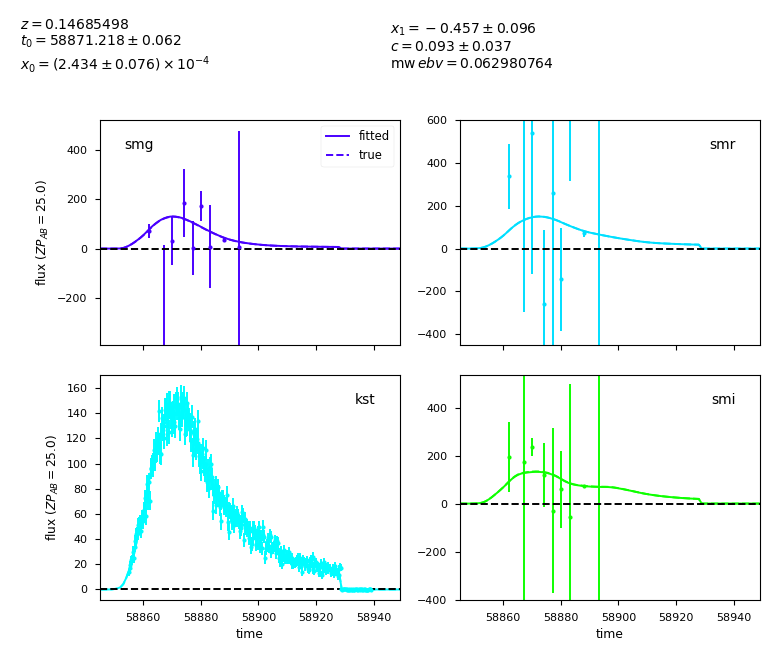 z = 0.14685498
t₀ = 58871.218 ± 0.062
x₀ = (2.434 ± 0.076) × 10⁻⁴
x₁ = −0.457 ± 0.096
c = 0.093 ± 0.037
mw ebv = 0.062980764
smg
fitted
true
400
200
0
−200
flux (ZP_AB = 25.0)
smr
600
400
200
0
−200
−400
kst
160
140
120
100
80
60
40
20
0
flux (ZP_AB = 25.0)
58860 58880 58900 58920 58940
time
smi
400
200
0
−200
−400
58860 58880 58900 58920 58940
time